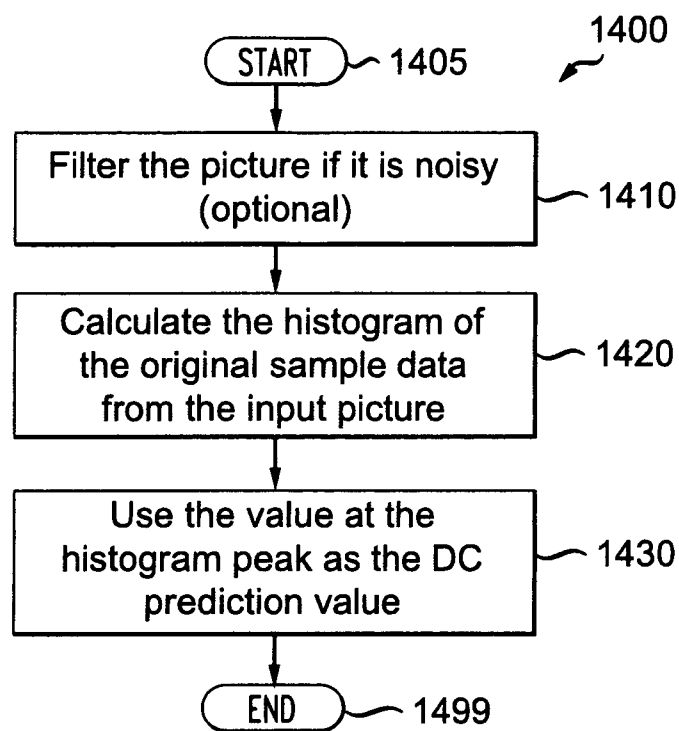 1400
START
1405
Filter the picture if it is noisy
(optional)
1410
Calculate the histogram of
the original sample data
from the input picture
1420
Use the value at the
histogram peak as the DC
prediction value
1430
END
1499